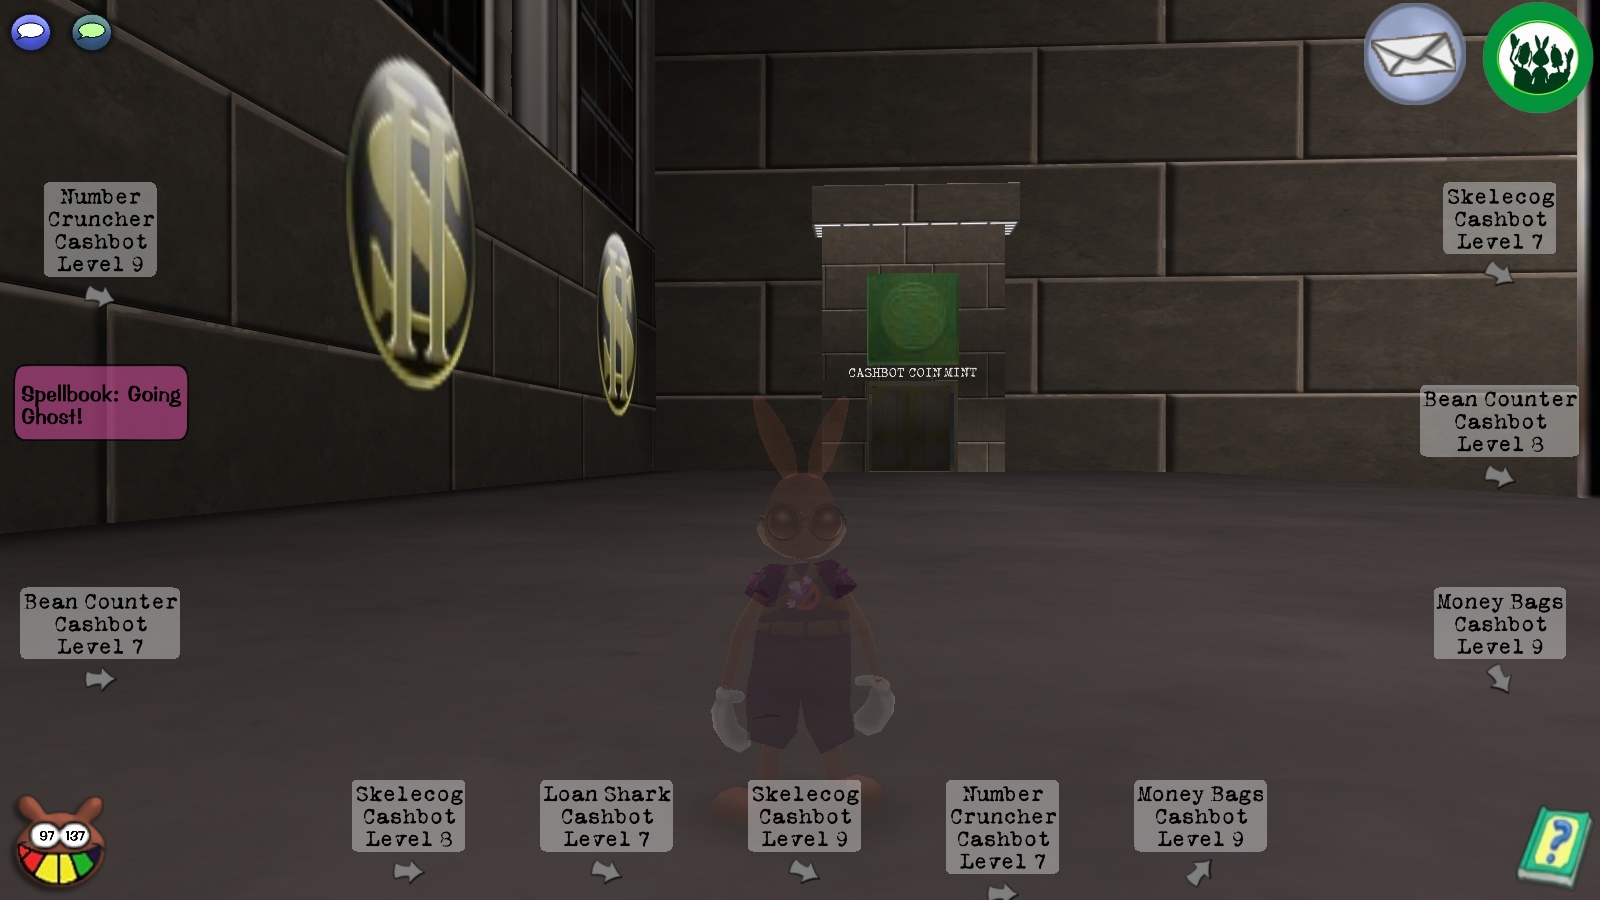 Number
Cruncher
Cashbot
Level 9
Skelecog
Cashbot
Level 7
CASHBOT COIN MINT
Spellbook: Going
Ghost!
Bean Counter
Cashbot
Level 8
Bean Counter
Cashbot
Level 7
Money Bags
Cashbot
Level 9
Skelecog
Cashbot
Level 8
Loan Shark
Cashbot
Level 7
Skelecog
Cashbot
Level 9
Number
Cruncher
Cashbot
Level 7
Money Bags
Cashbot
Level 9
97 137
?